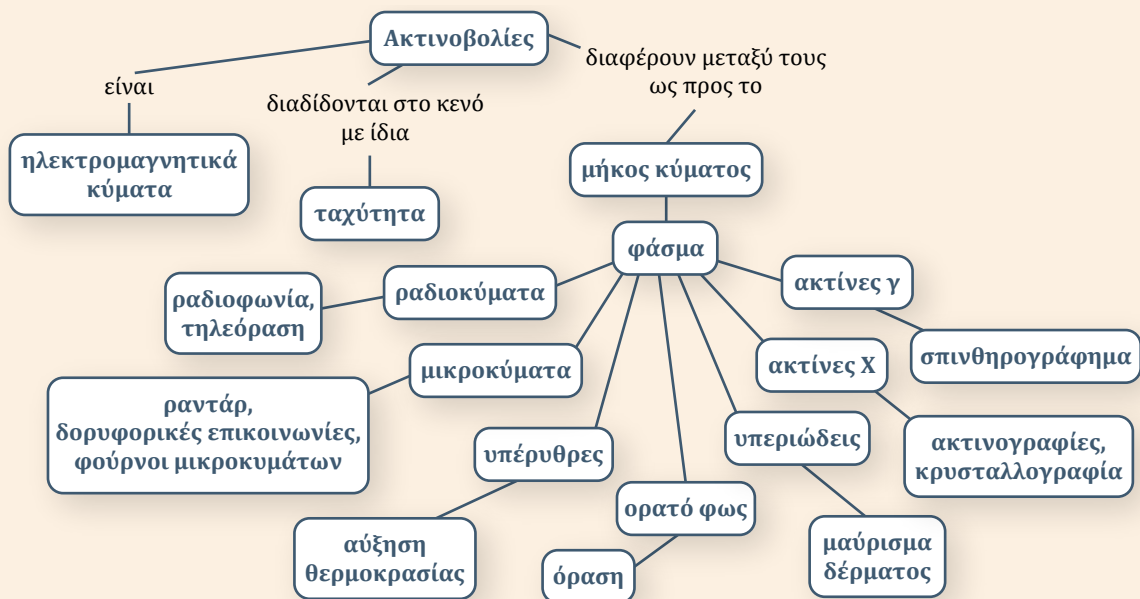 Ακτινοβολίες
είναι
ηλεκτρομαγνητικά
κύματα
διαδίδονται στο κενό
με ίδια
ταχύτητα
διαφέρουν μεταξύ τους
ως προς το
μήκος κύματος
φάσμα
ραδιοκύματα
ραδιοφωνία,
τηλεόραση
μικροκύματα
ραντάρ,
δορυφορικές επικοινωνίες,
φούρνοι μικροκυμάτων
υπέρυθρες
αύξηση
θερμοκρασίας
ορατό φως
όραση
υπεριώδεις
μαύρισμα
δέρματος
ακτίνες Χ
ακτινογραφίες,
κρυσταλλογραφία
ακτίνες γ
σπινθηρογράφημα